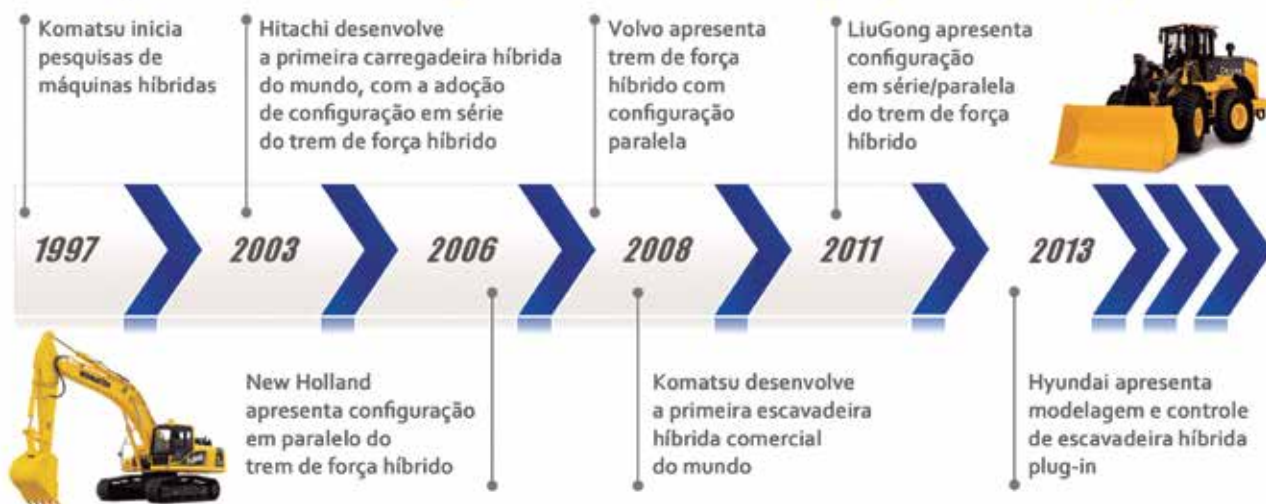 Komatsu inicia
pesquisas de
máquinas híbridas
Hitachi desenvolve
a primeira carregadeira híbrida
do mundo, com a adoção
de configuração em série
do trem de força híbrido
Volvo apresenta
trem de força
híbrido com
configuração
paralela
LiuGong apresenta
configuração
em série/paralela
do trem de força
híbrido
1997
2003
2006
2008
2011
2013
New Holland
apresenta configuração
em paralelo do
trem de força híbrido
Komatsu desenvolve
a primeira escavadeira
híbrida comercial
do mundo
Hyundai apresenta
modelagem e controle
de escavadeira híbrida
plug-in